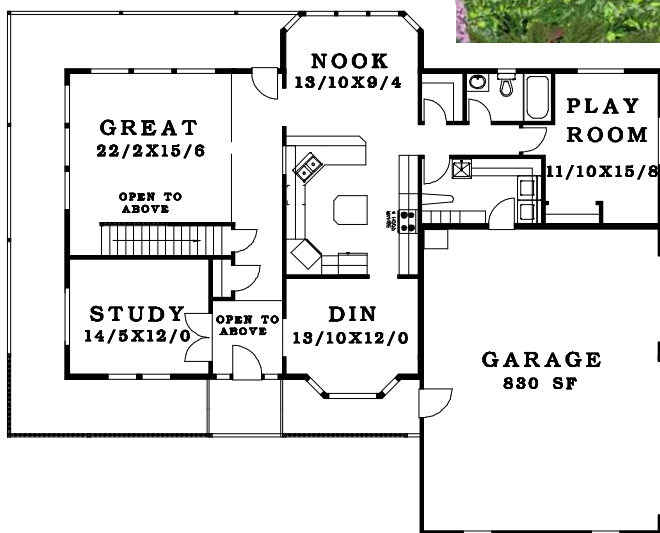 NOOK
13/10X9/4
GREAT
22/2X15/6
OPEN TO
ABOVE
PLAY
ROOM
11/10X15/8
STUDY
14/5X12/0
OPEN TO
ABOVE
DIN
13/10X12/0
GARAGE
830 SF